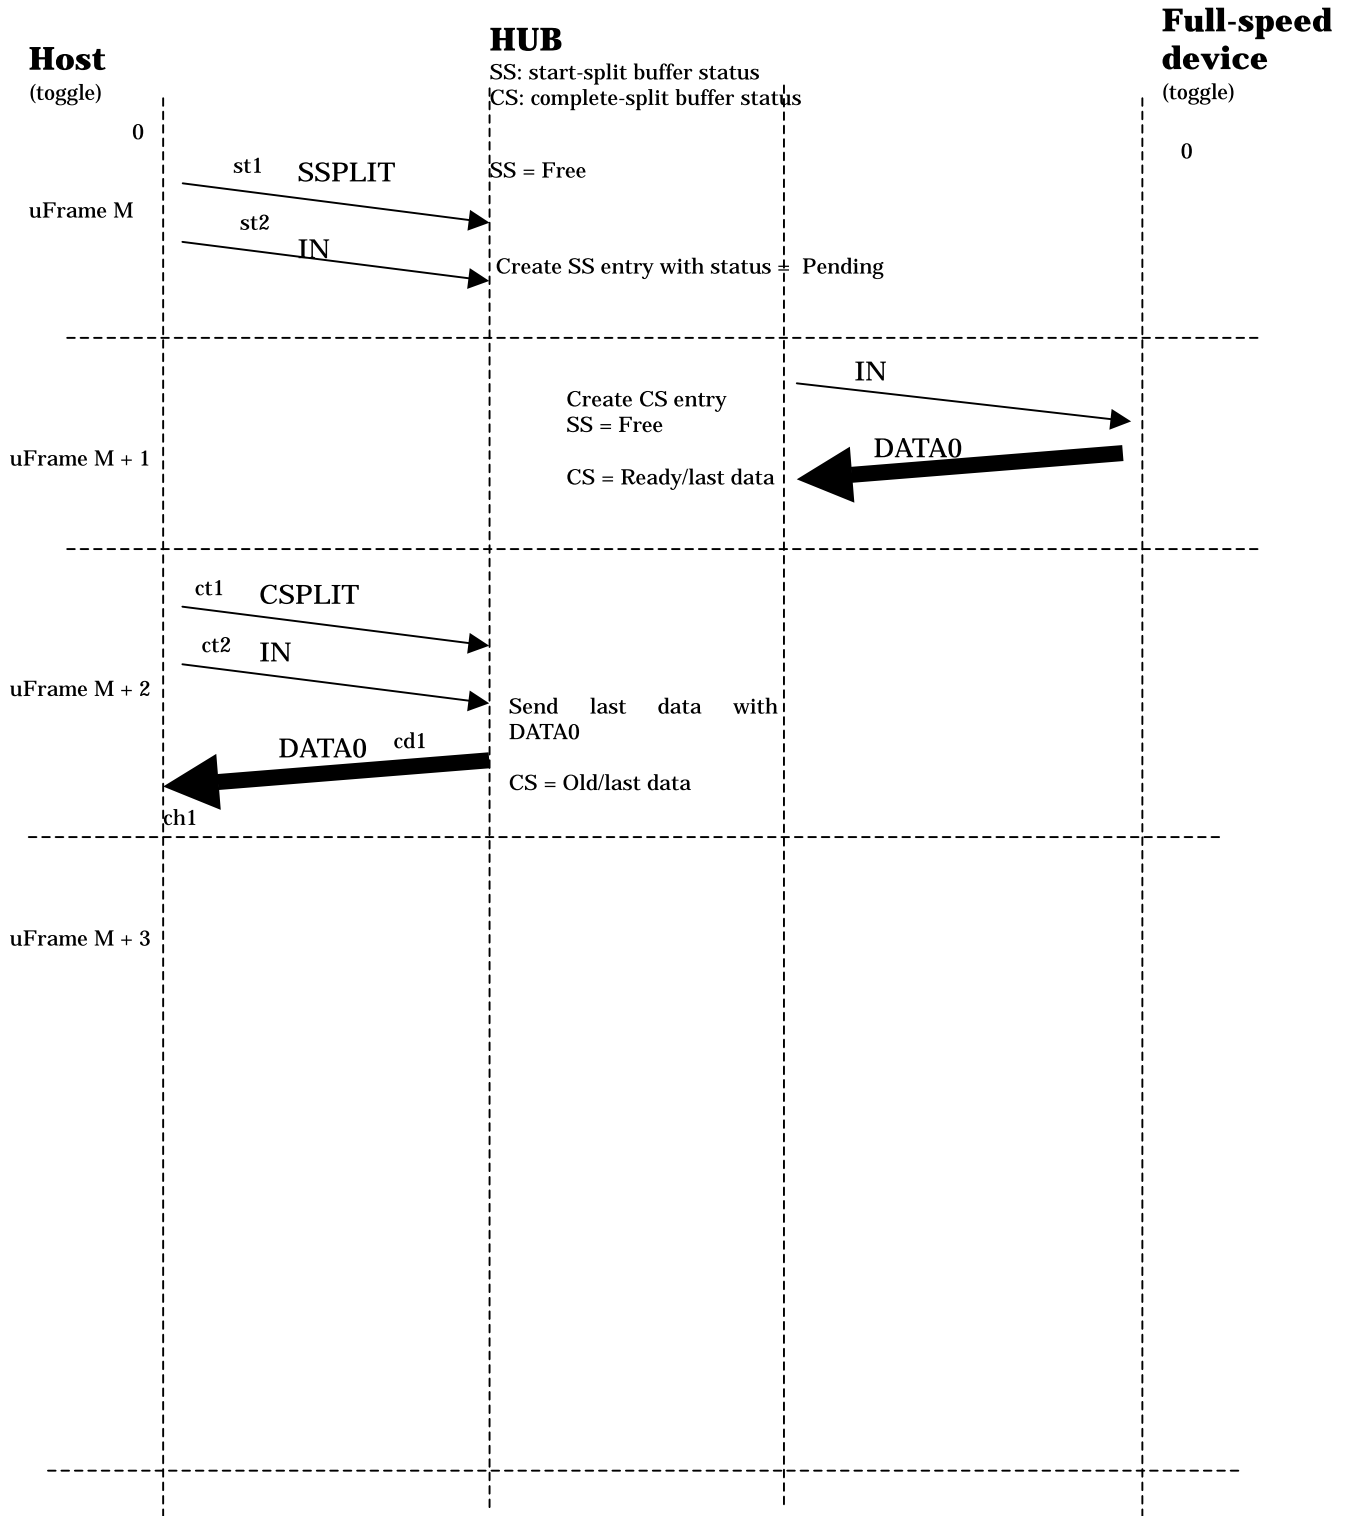 Host
(toggle)
HUB
SS: start-split buffer status
CS: complete-split buffer status
Full-speed
device
(toggle)
0
0
st1 SSPLIT
SS = Free
uFrame M
st2
IN
Create SS entry with status = Pending
IN
Create CS entry
SS = Free
uFrame M + 1
DATA0
CS = Ready/last data
ct1 CSPLIT
ct2 IN
uFrame M + 2
Send last data with
DATA0
DATA0 cd1
CS = Old/last data
ch1
uFrame M + 3